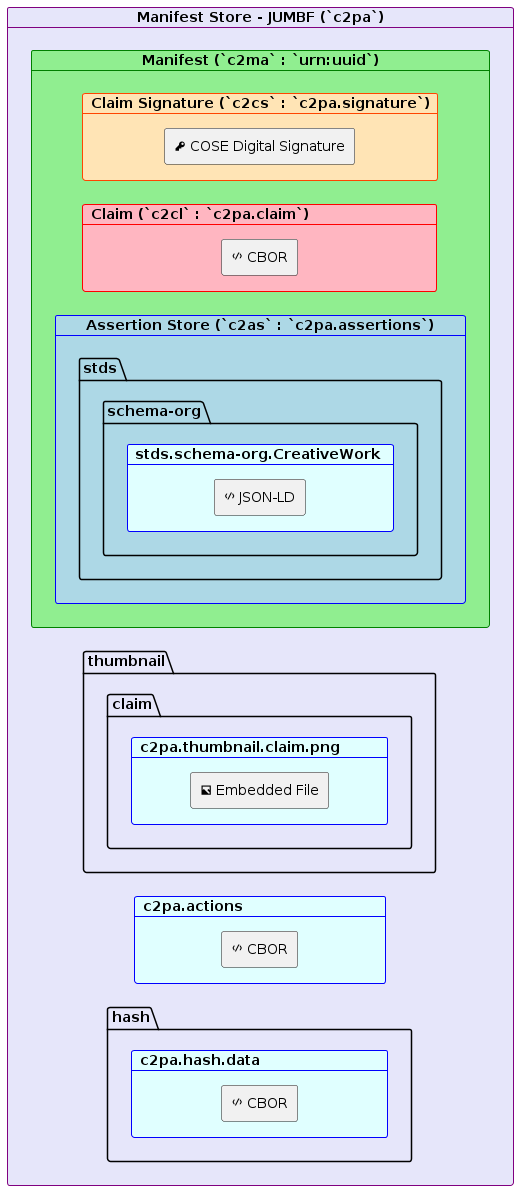 Manifest Store - JUMBF (`c2pa`)
Manifest (`c2ma` : `urn:uuid`)
Claim Signature (`c2cs` : `c2pa.signature`)
COSE Digital Signature
Claim (`c2cl` : `c2pa.claim`)
CBOR
Assertion Store (`c2as` : `c2pa.assertions`)
stds
schema-org
stds.schema-org.CreativeWork
JSON-LD
thumbnail
claim
c2pa.thumbnail.claim.png
Embedded File
c2pa.actions
CBOR
hash
c2pa.hash.data
CBOR